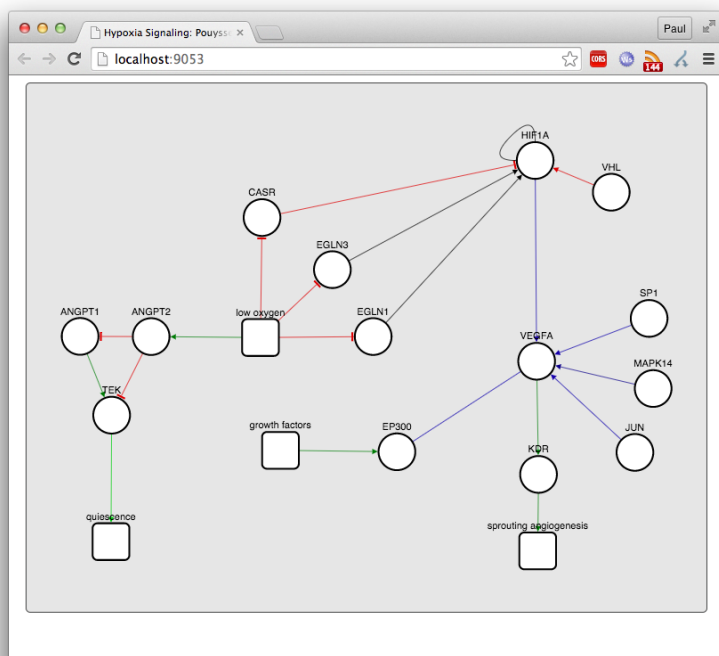 Hypoxia Signaling: Pouyss
Paul
localhost:9053
CORS
144
HIF1A
VHL
CASR
EGLN3
SP1
ANGPT1
ANGPT2
low oxygen
EGLN1
VEGFA
MAPK14
TEK
growth factors
EP300
JUN
KDR
quiescence
sprouting angiogenesis